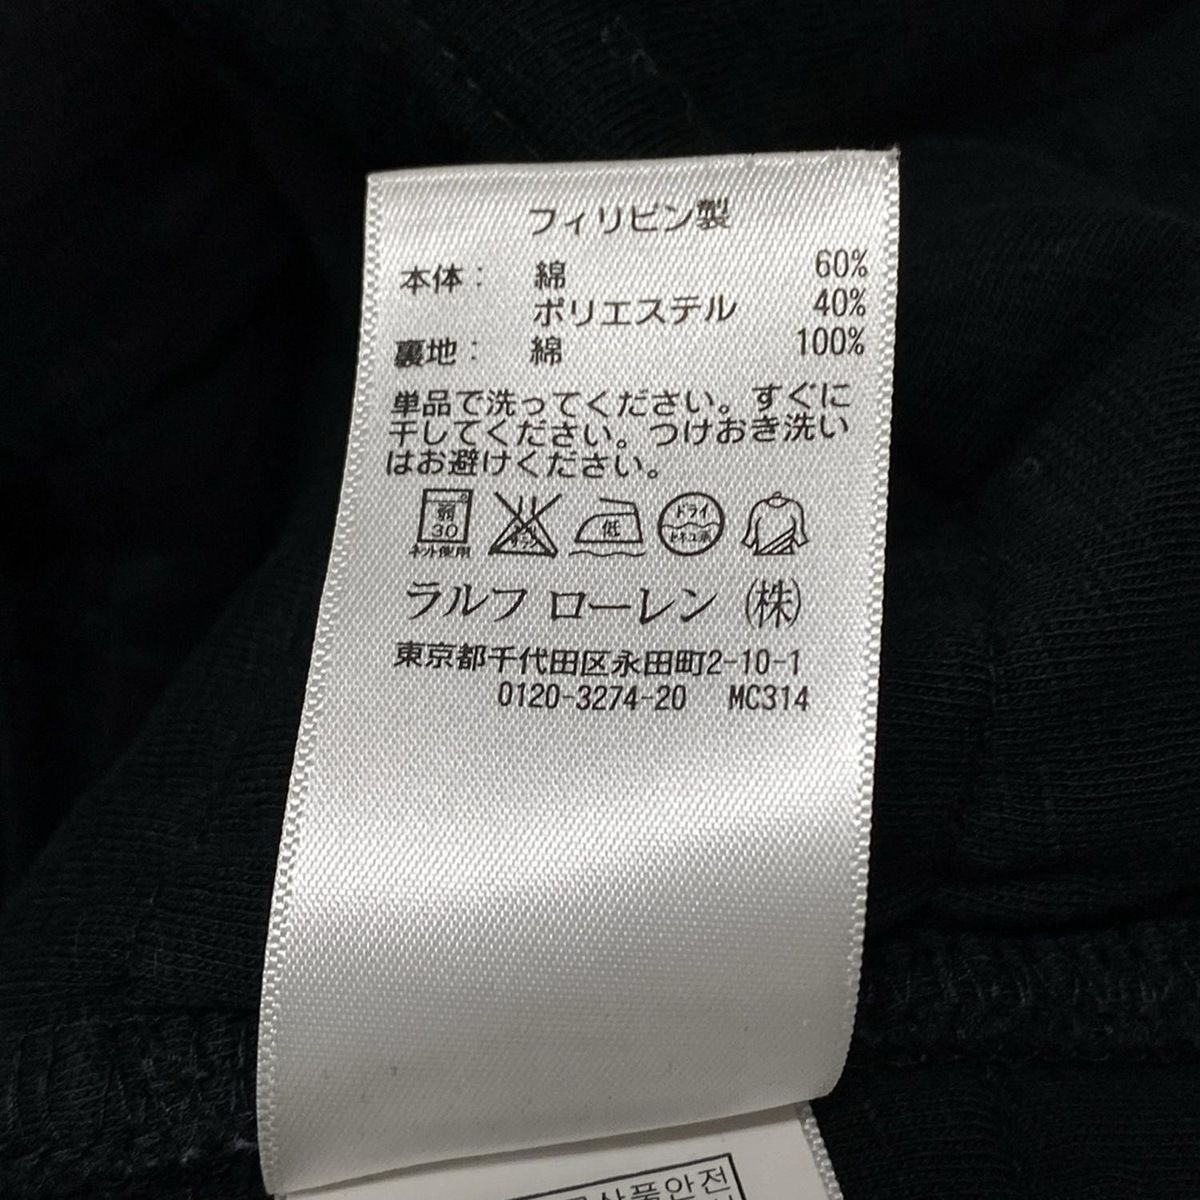 フィリピン製
本体： 綿 60%
ポリエステル 40%
裏地： 綿 100%
単品で洗ってください。すぐに
干してください。つけおき洗い
はお避けください。
弱 低 ドライ
30 セキユ系
ネット使用
ラルフ ローレン (株)
東京都千代田区永田町2-10-1
0120-3274-20 MC314
상품안전